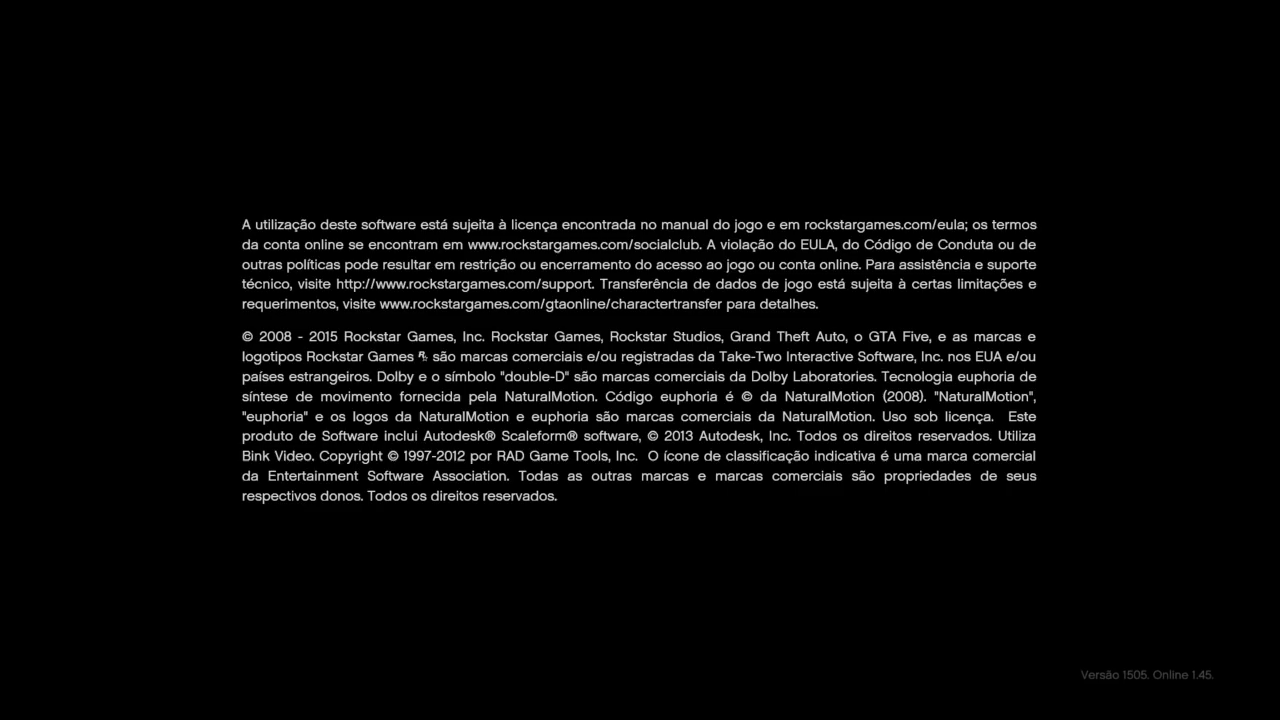 A utilização deste software está sujeita à licença encontrada no manual do jogo e em rockstargames.com/eula; os termos
da conta online se encontram em www.rockstargames.com/socialclub. A violação do EULA, do Código de Conduta ou de
outras políticas pode resultar em restrição ou encerramento do acesso ao jogo ou conta online. Para assistência e suporte
técnico, visite http://www.rockstargames.com/support. Transferência de dados de jogo está sujeita à certas limitações e
requerimentos, visite www.rockstargames.com/gtaonline/charactertransfer para detalhes.
© 2008 - 2015 Rockstar Games, Inc. Rockstar Games, Rockstar Studios, Grand Theft Auto, o GTA Five, e as marcas e
logotipos Rockstar Games R* são marcas comerciais e/ou registradas da Take-Two Interactive Software, Inc. nos EUA e/ou
países estrangeiros. Dolby e o símbolo "double-D" são marcas comerciais da Dolby Laboratories. Tecnologia euphoria de
síntese de movimento fornecida pela NaturalMotion. Código euphoria é © da NaturalMotion (2008). "NaturalMotion",
"euphoria" e os logos da NaturalMotion e euphoria são marcas comerciais da NaturalMotion. Uso sob licença. Este
produto de Software inclui Autodesk® Scaleform® software, © 2013 Autodesk, Inc. Todos os direitos reservados. Utiliza
Bink Video. Copyright © 1997-2012 por RAD Game Tools, Inc. O ícone de classificação indicativa é uma marca comercial
da Entertainment Software Association. Todas as outras marcas e marcas comerciais são propriedades de seus
respectivos donos. Todos os direitos reservados.
Versão 1505. Online 1.45.